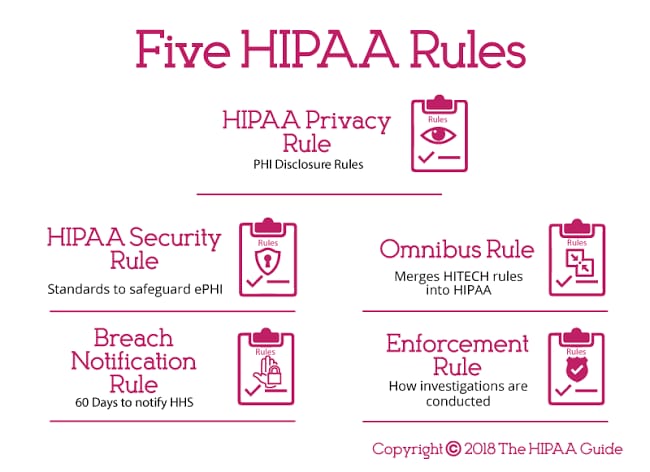 Five HIPAA Rules
HIPAA Privacy
Rule
PHI Disclosure Rules
Rules
HIPAA Security
Rule
Standards to safeguard ePHI
Rules
Omnibus Rule
Merges HITECH rules
into HIPAA
Rules
Breach
Notification
Rule
60 Days to notify HHS
Rules
Enforcement
Rule
How investigations are
conducted
Rules
Copyright © 2018 The HIPAA Guide